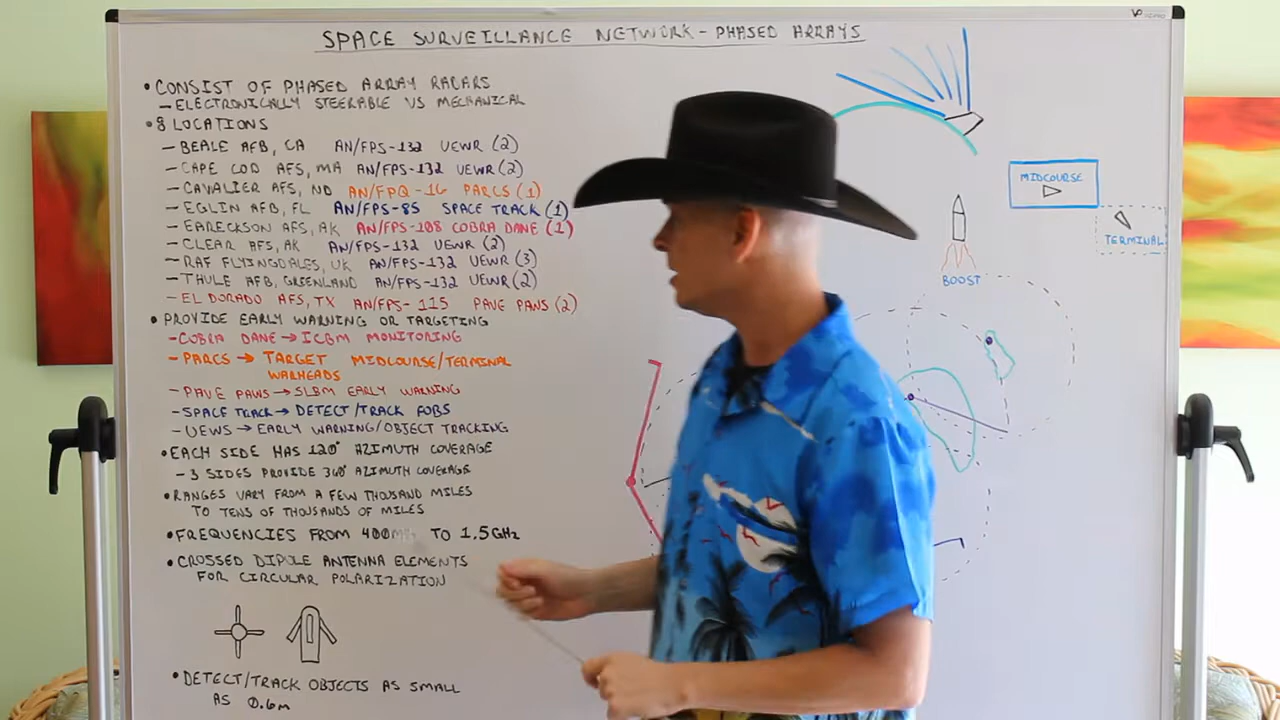 SPACE SURVEILLANCE NETWORK - PHASED ARRAYS
• CONSIST OF PHASED ARRAY RADARS
- ELECTRONICALLY STEERABLE VS MECHANICAL
• 8 LOCATIONS
- BEALE AFB, CA AN/FPS-132 UEWR (2)
- CAPE COD AFS, MA AN/FPS-132 UEWR (2)
- CAVALIER AFS, ND AN/FPQ-16 PARCS (1)
- EGLIN AFB, FL AN/FPS-85 SPACE TRACK (1)
- EARECKSON AFS, AK AN/FPS-108 COBRA DANE (1)
- CLEAR AFS, AK AN/FPS-132 UEWR (2)
- RAF FLYINGDALES, UK AN/FPS-132 UEWR (3)
- THULE AFB, GREENLAND AN/FPS-132 UEWR (2)
- EL DORADO AFS, TX AN/FPS-115 PAVE PAWS (2)
• PROVIDE EARLY WARNING OR TARGETING
- COBRA DANE → ICBM MONITORING
- PARCS → TARGET MIDCOURSE/TERMINAL
WARHEADS
- PAVE PAWS → SLBM EARLY WARNING
- SPACE TRACK → DETECT/TRACK FOBS
- UEWS → EARLY WARNING/OBJECT TRACKING
• EACH SIDE HAS 120° AZIMUTH COVERAGE
- 3 SIDES PROVIDE 360° AZIMUTH COVERAGE
• RANGES VARY FROM A FEW THOUSAND MILES
TO TENS OF THOUSANDS OF MILES
• FREQUENCIES FROM 400MHz TO 1.5GHz
• CROSSED DIPOLE ANTENNA ELEMENTS
FOR CIRCULAR POLARIZATION
• DETECT/TRACK OBJECTS AS SMALL
AS 0.6m
MIDCOURSE
TERMINAL
BOOST